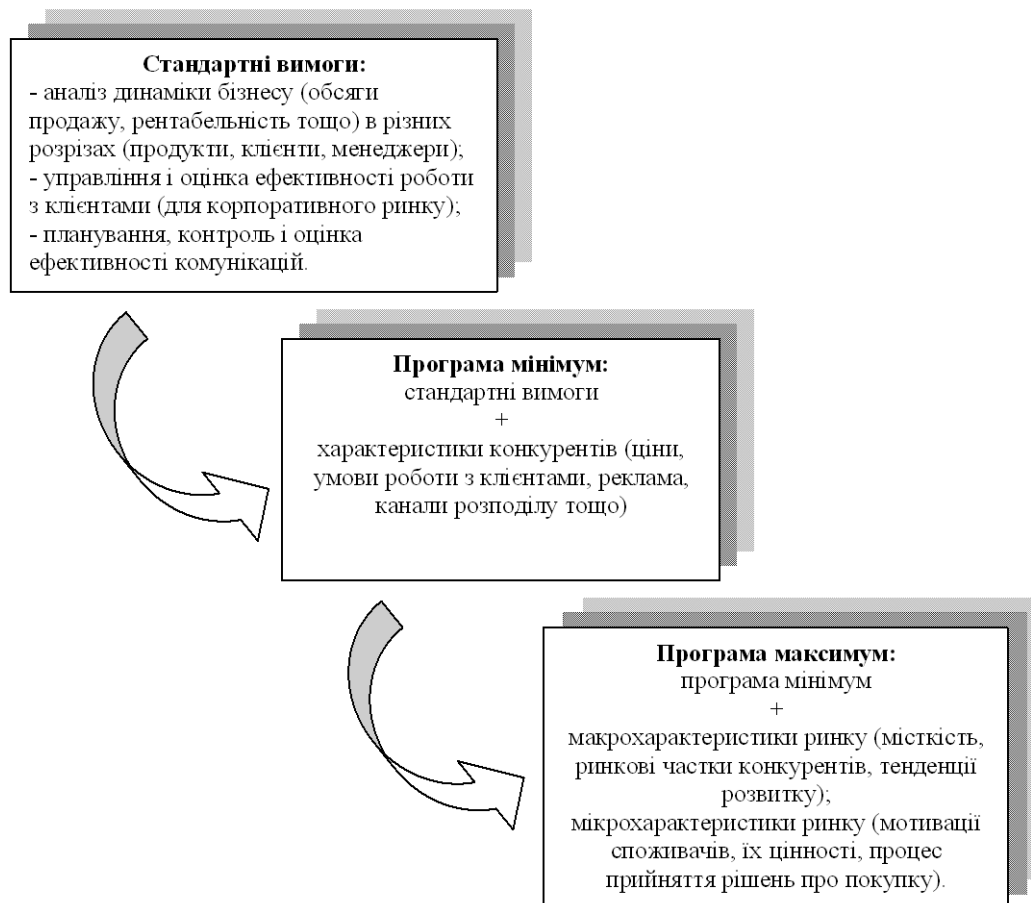 Стандартні вимоги:
- аналіз динаміки бізнесу (обсяги
продажу, рентабельність тощо) в різних
розрізах (продукти, клієнти, менеджери);
- управління і оцінка ефективності роботи
з клієнтами (для корпоративного ринку);
- планування, контроль і оцінка
ефективності комунікацій.
Програма мінімум:
стандартні вимоги
+
характеристики конкурентів (ціни,
умови роботи з клієнтами, реклама,
канали розподілу тощо)
Програма максимум:
програма мінімум
+
макрохарактеристики ринку (місткість,
ринкові частки конкурентів, тенденції
розвитку);
мікрохарактеристики ринку (мотивації
споживачів, їх цінності, процес
прийняття рішень про покупку).